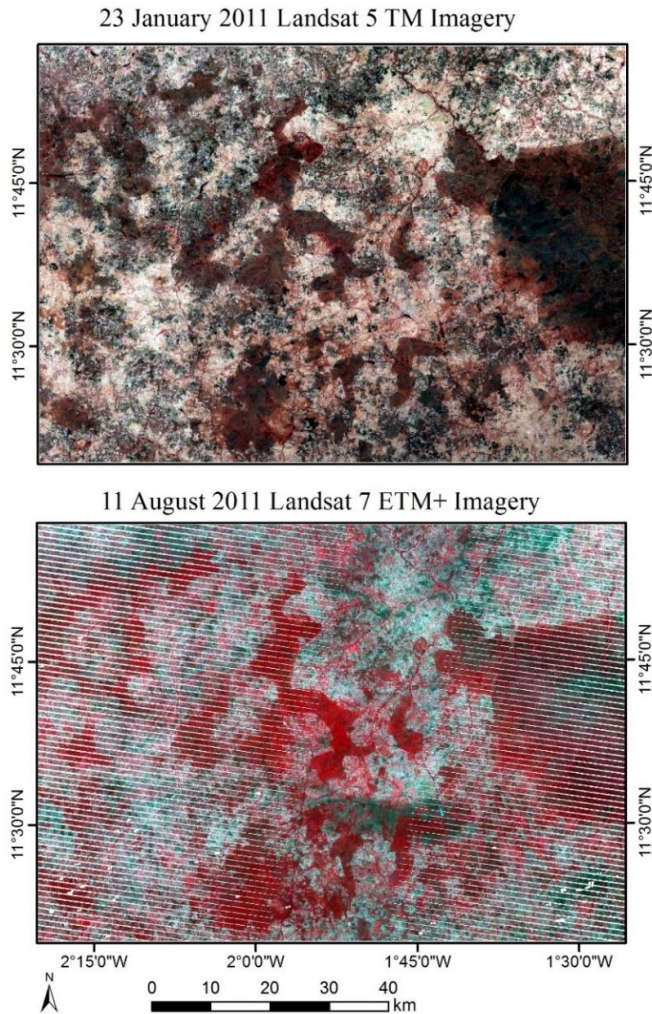 23 January 2011 Landsat 5 TM Imagery
11°45'0"N
11°45'0"N
11°30'0"N
11°30'0"N
11 August 2011 Landsat 7 ETM+ Imagery
11°45'0"N
11°45'0"N
11°30'0"N
11°30'0"N
2°15'0"W 2°0'0"W 1°45'0"W 1°30'0"W
N
0 10 20 30 40
km